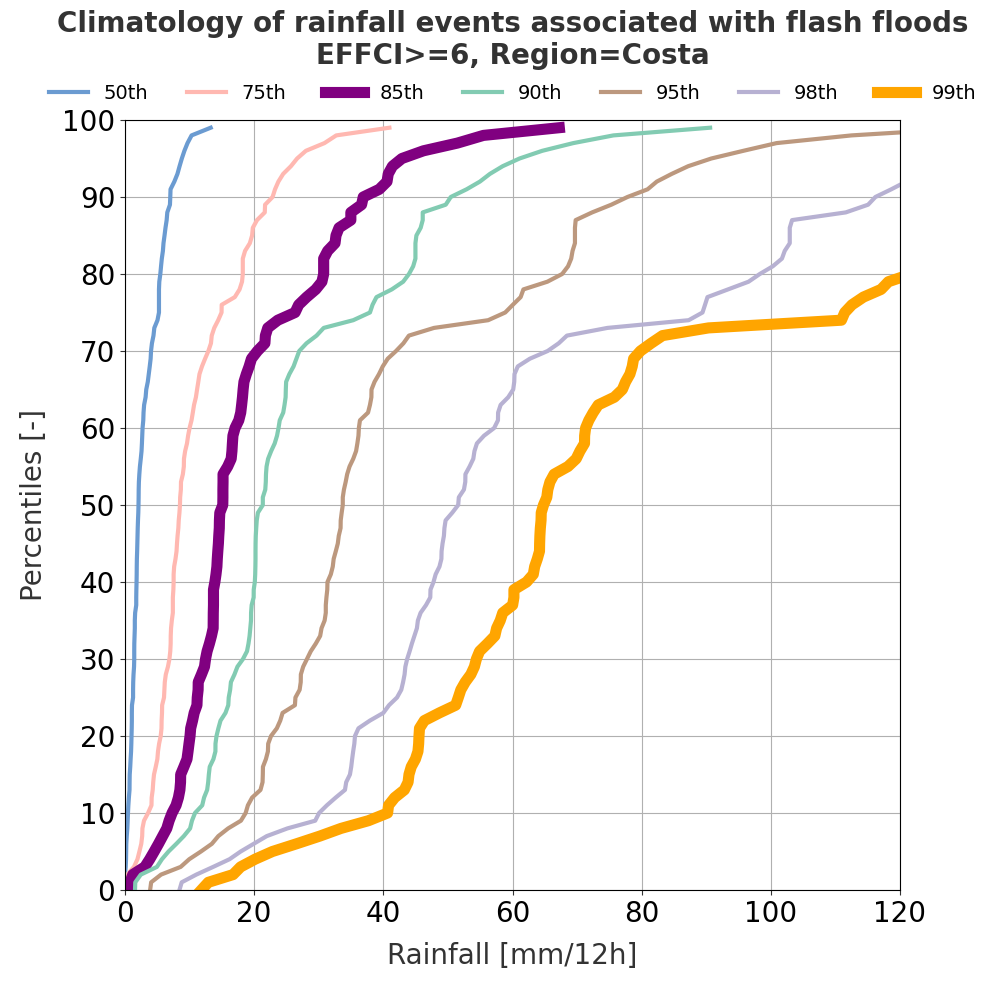 Climatology of rainfall events associated with flash floods
EFFCI>=6, Region=Costa
50th 75th 85th 90th 95th 98th 99th
100
90
80
70
60
50
40
30
20
10
0
Percentiles [-]
0 20 40 60 80 100 120
Rainfall [mm/12h]